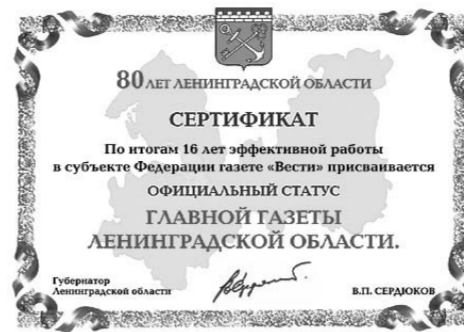 80 ЛЕТ ЛЕНИНГРАДСКОЙ ОБЛАСТИ
СЕРТИФИКАТ
По итогам 16 лет эффективной работы
в субъекте Федерации газете «Вести» присваивается
ОФИЦИАЛЬНЫЙ СТАТУС
ГЛАВНОЙ ГАЗЕТЫ
ЛЕНИНГРАДСКОЙ ОБЛАСТИ.
Губернатор
Ленинградской области
В.П. СЕРДЮКОВ